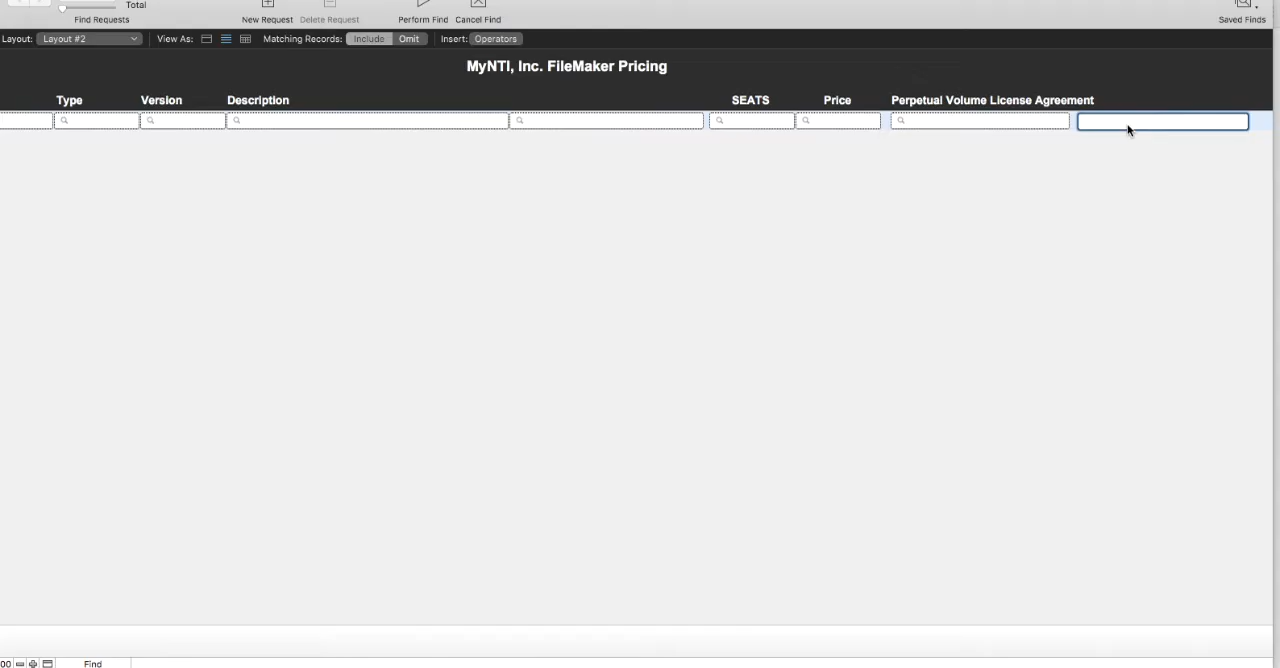 Total
Find Requests
New Request
Delete Request
Perform Find
Cancel Find
Saved Finds
Layout: Layout #2 View As: Matching Records: Include Omit Insert: Operators
MyNTI, Inc. FileMaker Pricing
Type Version Description SEATS Price Perpetual Volume License Agreement
00 Find